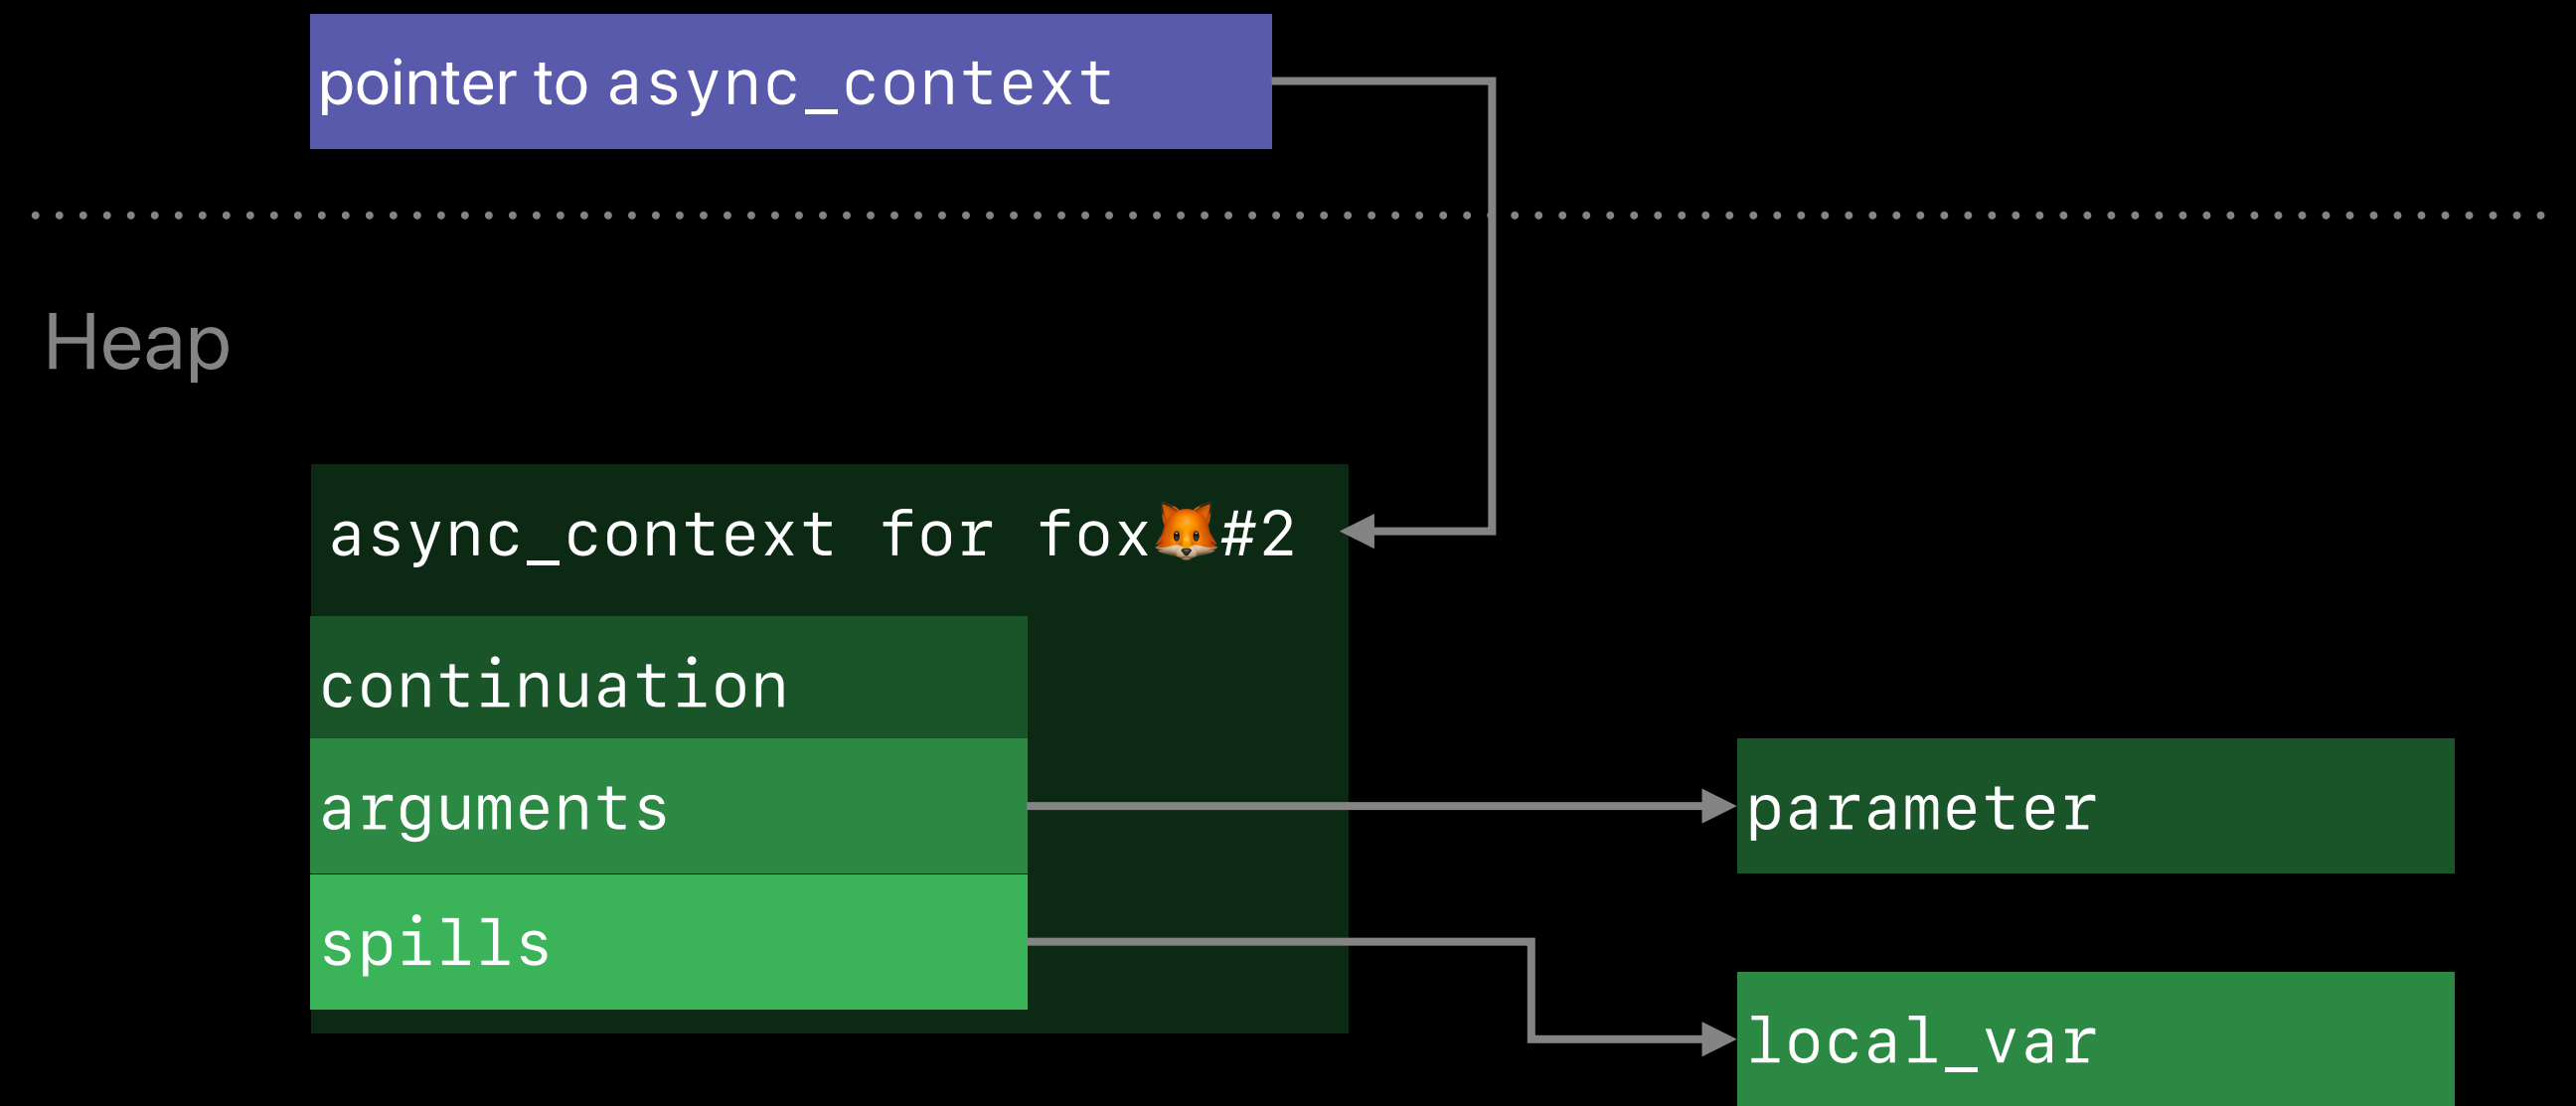 pointer to async_context
Heap
async_context for fox🦊#2
continuation
arguments
parameter
spills
local_var